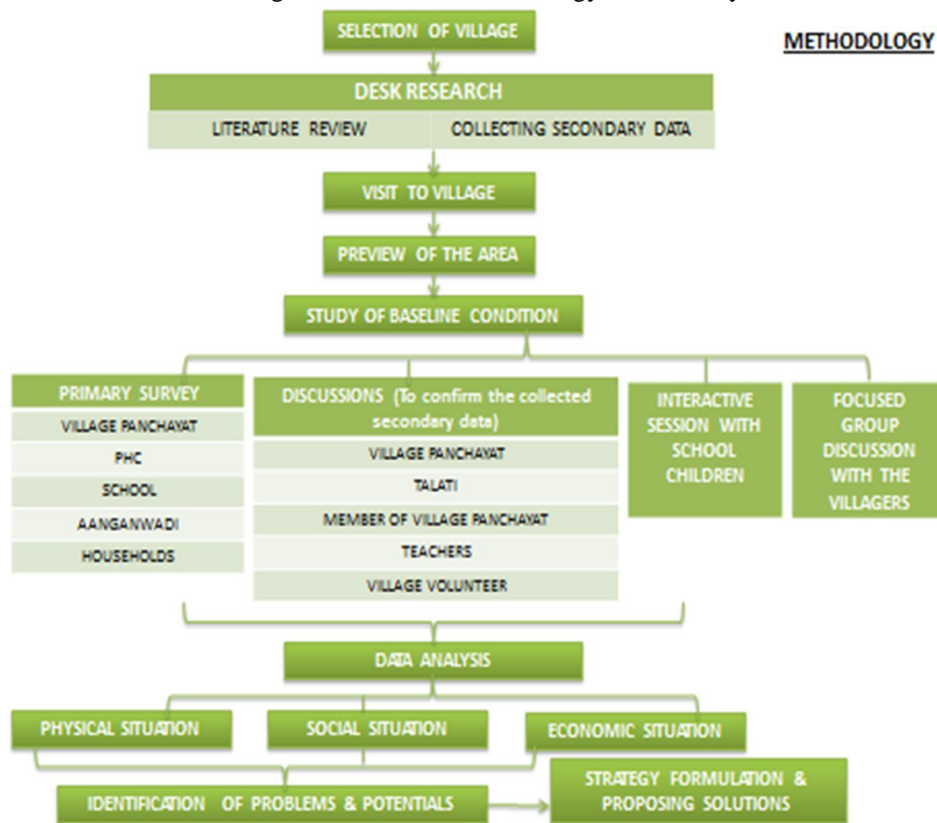 SELECTION OF VILLAGE
METHODOLOGY
DESK RESEARCH
LITERATURE REVIEW
COLLECTING SECONDARY DATA
VISIT TO VILLAGE
PREVIEW OF THE AREA
STUDY OF BASELINE CONDITION
PRIMARY SURVEY
VILLAGE PANCHAYAT
PHC
SCHOOL
AANGANWADI
HOUSEHOLDS
DISCUSSIONS (To confirm the collected
secondary data)
VILLAGE PANCHAYAT
TALATI
MEMBER OF VILLAGE PANCHAYAT
TEACHERS
VILLAGE VOLUNTEER
INTERACTIVE
SESSION WITH
SCHOOL
CHILDREN
FOCUSED
GROUP
DISCUSSION
WITH THE
VILLAGERS
DATA ANALYSIS
PHYSICAL SITUATION
SOCIAL SITUATION
ECONOMIC SITUATION
IDENTIFICATION OF PROBLEMS & POTENTIALS
STRATEGY FORMULATION &
PROPOSING SOLUTIONS